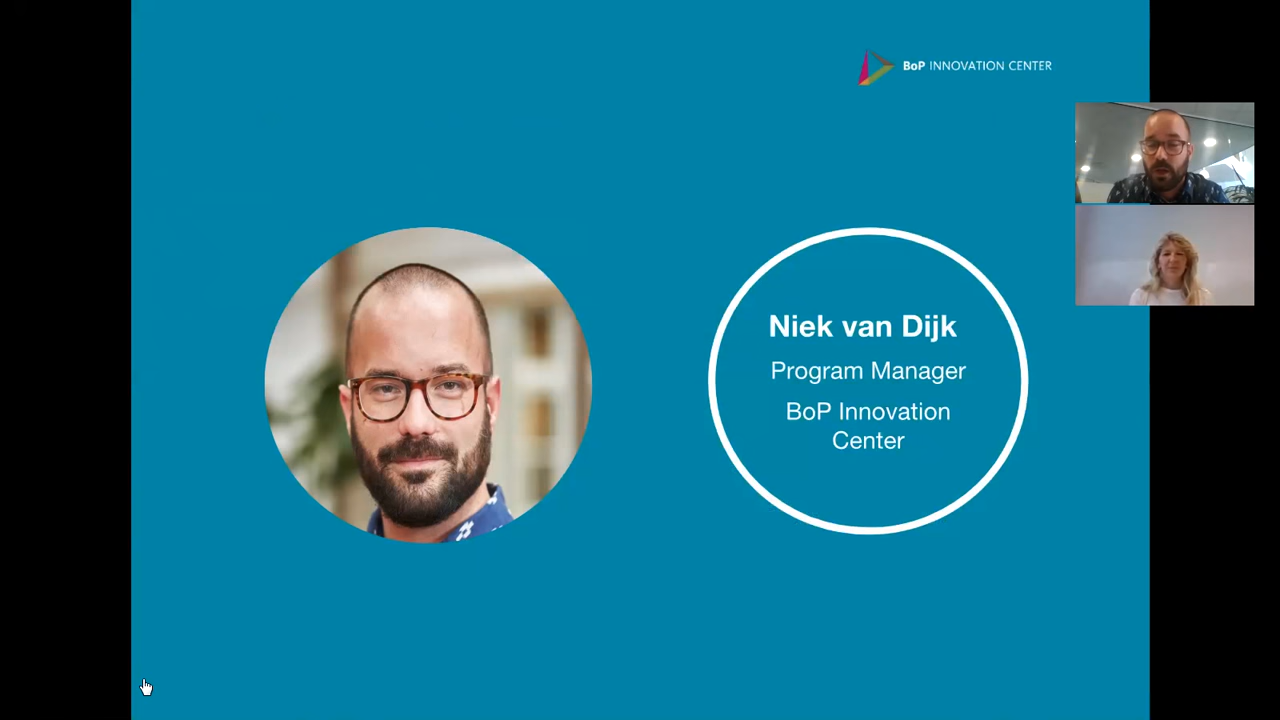 BoP INNOVATION CENTER
Niek van Dijk
Program Manager
BoP Innovation
Center